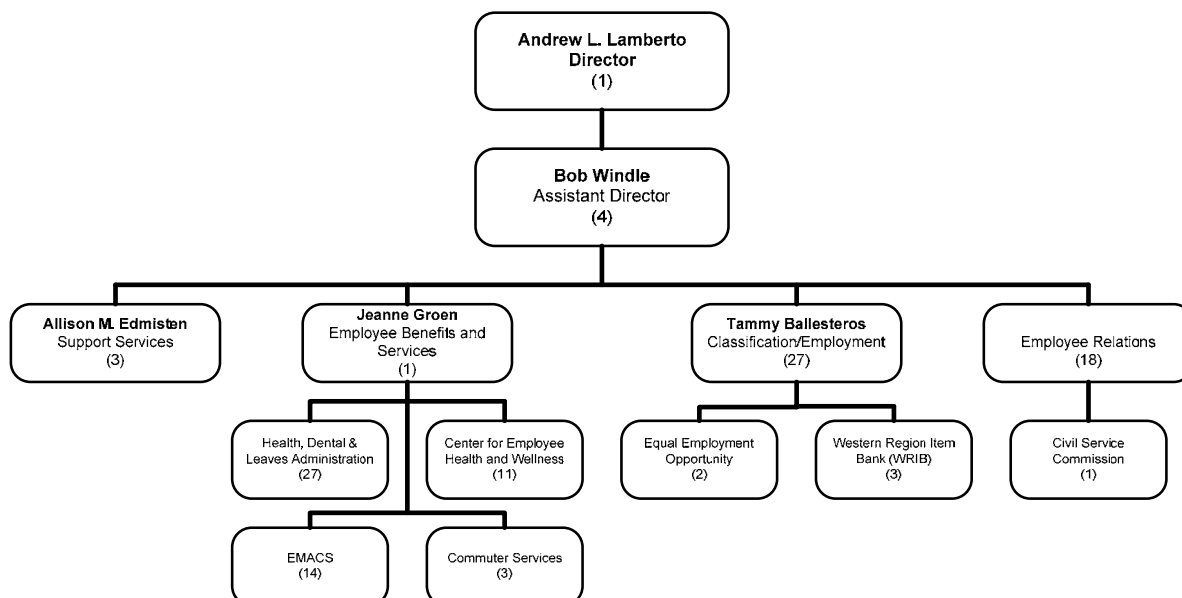 Andrew L. Lamberto
Director
(1)
Bob Windle
Assistant Director
(4)
Allison M. Edmisten
Support Services
(3)
Jeanne Groen
Employee Benefits and
Services
(1)
Tammy Ballesteros
Classification/Employment
(27)
Employee Relations
(18)
Health, Dental &
Leaves Administration
(27)
Center for Employee
Health and Wellness
(11)
Equal Employment
Opportunity
(2)
Western Region Item
Bank (WRIB)
(3)
Civil Service
Commission
(1)
EMACS
(14)
Commuter Services
(3)